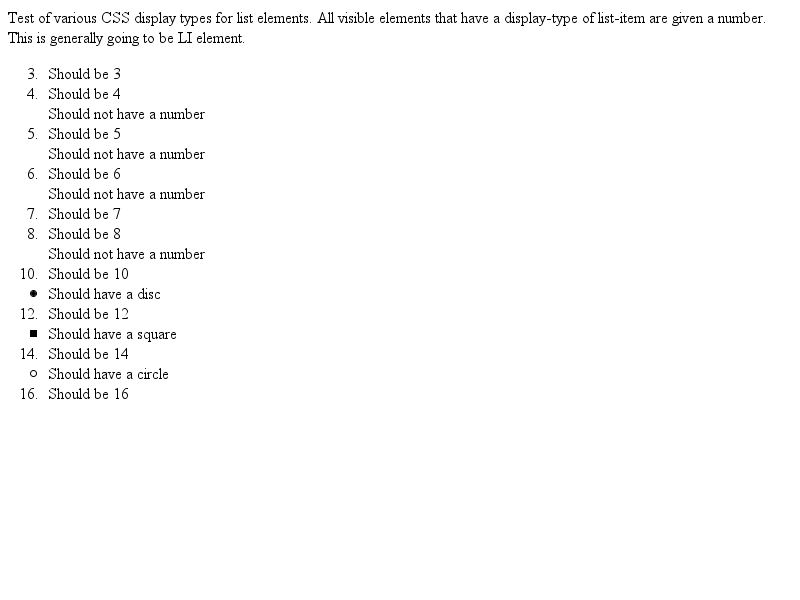 Test of various CSS display types for list elements. All visible elements that have a display-type of list-item are given a number.
This is generally going to be LI element.
3. Should be 3
4. Should be 4
Should not have a number
5. Should be 5
Should not have a number
6. Should be 6
Should not have a number
7. Should be 7
8. Should be 8
Should not have a number
10. Should be 10
● Should have a disc
12. Should be 12
■ Should have a square
14. Should be 14
○ Should have a circle
16. Should be 16